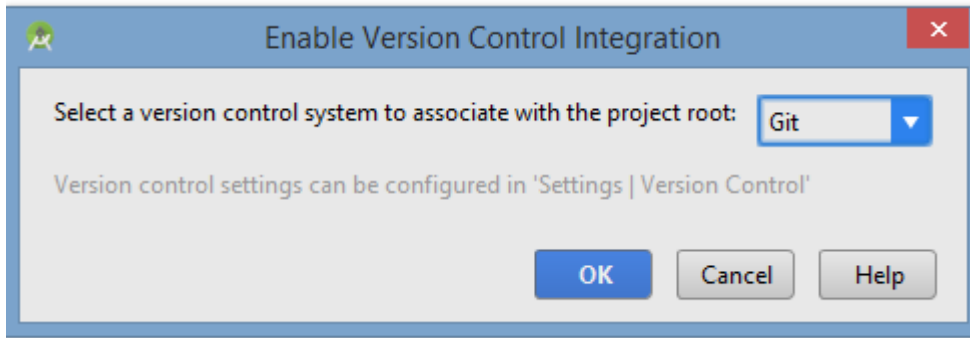 Enable Version Control Integration
Select a version control system to associate with the project root: Git
Version control settings can be configured in 'Settings | Version Control'
OK Cancel Help